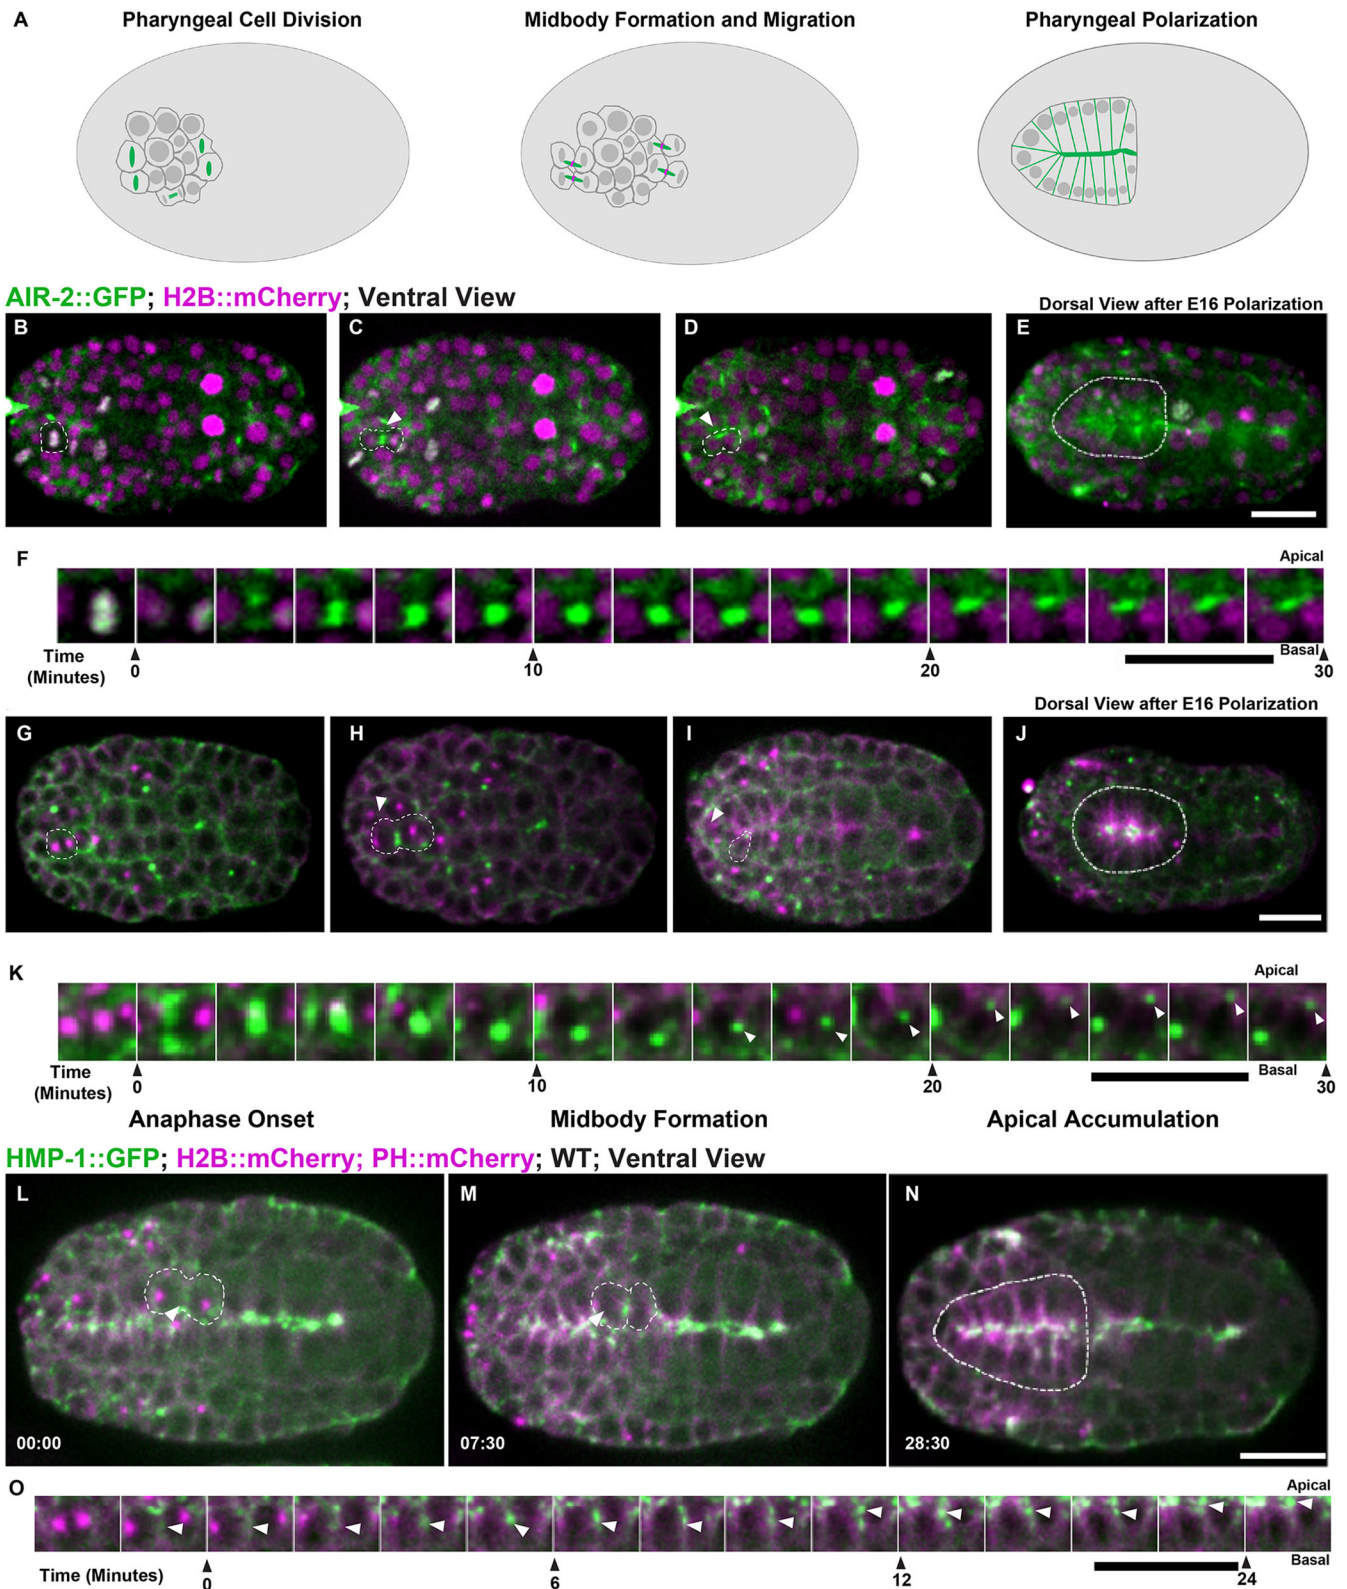 A
Pharyngeal Cell Division
Midbody Formation and Migration
Pharyngeal Polarization
AIR-2::GFP; H2B::mCherry; Ventral View
Dorsal View after E16 Polarization
B
C
D
E
F
Apical
Time
(Minutes)
0
10
20
Basal
30
Dorsal View after E16 Polarization
G
H
I
J
K
Apical
Time
(Minutes)
0
10
20
Basal
30
Anaphase Onset
Midbody Formation
Apical Accumulation
HMP-1::GFP; H2B::mCherry; PH::mCherry; WT; Ventral View
L
M
N
00:00
07:30
28:30
O
Apical
Time (Minutes)
0
6
12
Basal
24